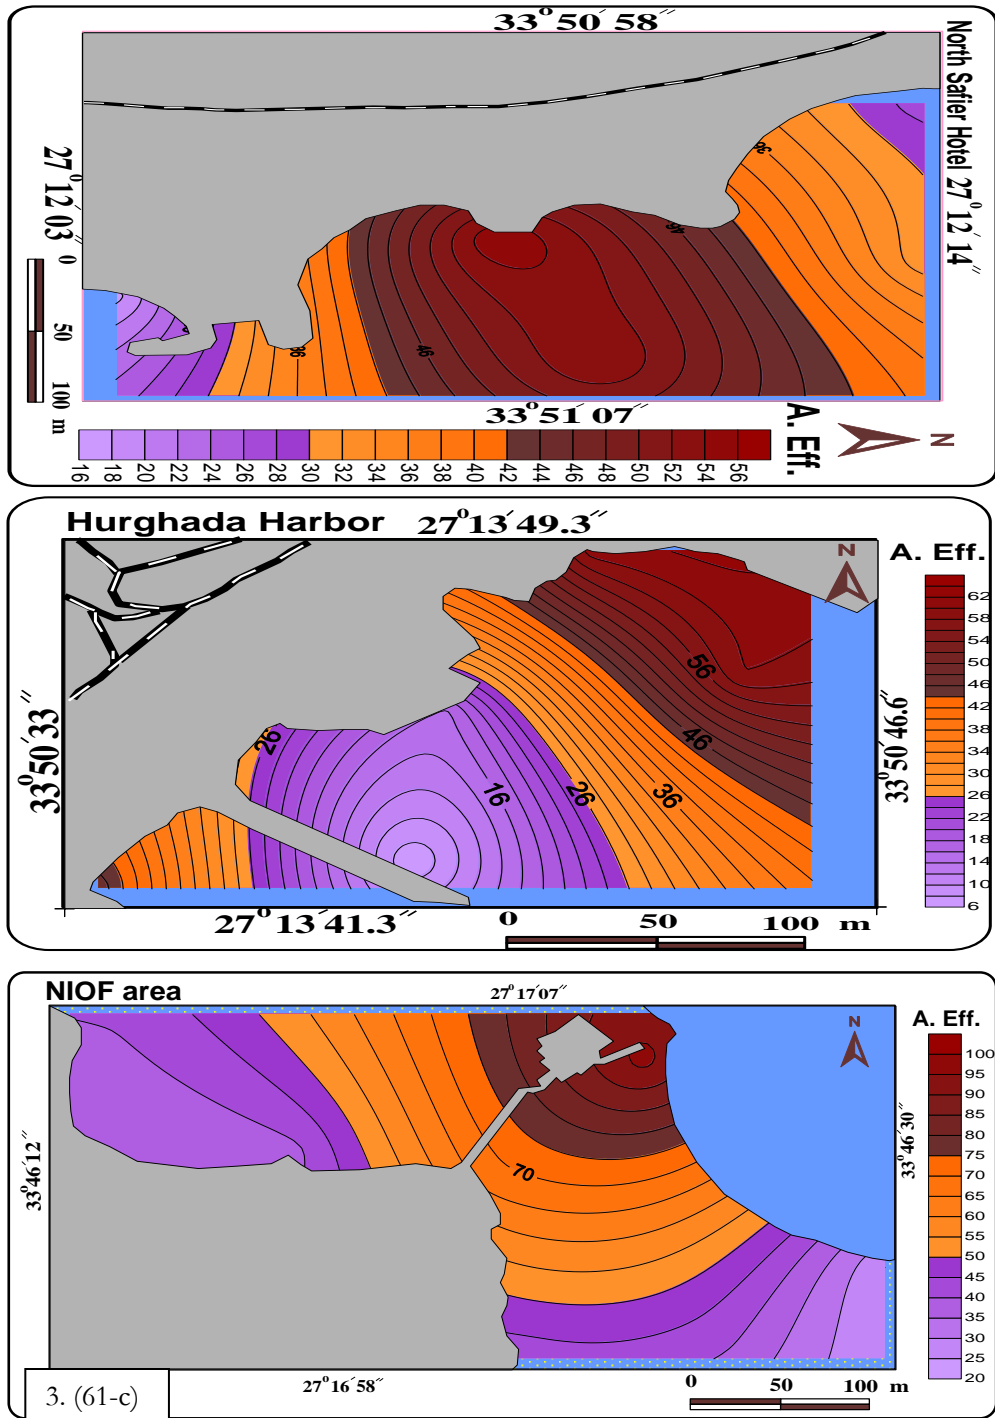 33° 50′ 58″
North Safier Hotel 27° 12′ 14″
27° 12′ 03″
0
50
100 m
36
46
46
36
33° 51′ 07″
A. Eff.
N
16
18
20
22
24
26
28
30
32
34
36
38
40
42
44
46
48
50
52
54
56
Hurghada Harbor 27° 13′ 49.3″
N
A. Eff.
62
58
54
50
46
42
38
34
30
26
22
18
14
10
6
56
46
36
26
16
26
33° 50′ 33″
33° 50′ 46.6″
27° 13′ 41.3″
0 50 100 m
NIOF area
27° 17′ 07″
N
A. Eff.
100
95
90
85
80
75
70
65
60
55
50
45
40
35
30
25
20
70
33° 46′ 12″
33° 46′ 30″
27° 16′ 58″
0 50 100 m
3. (61-c)